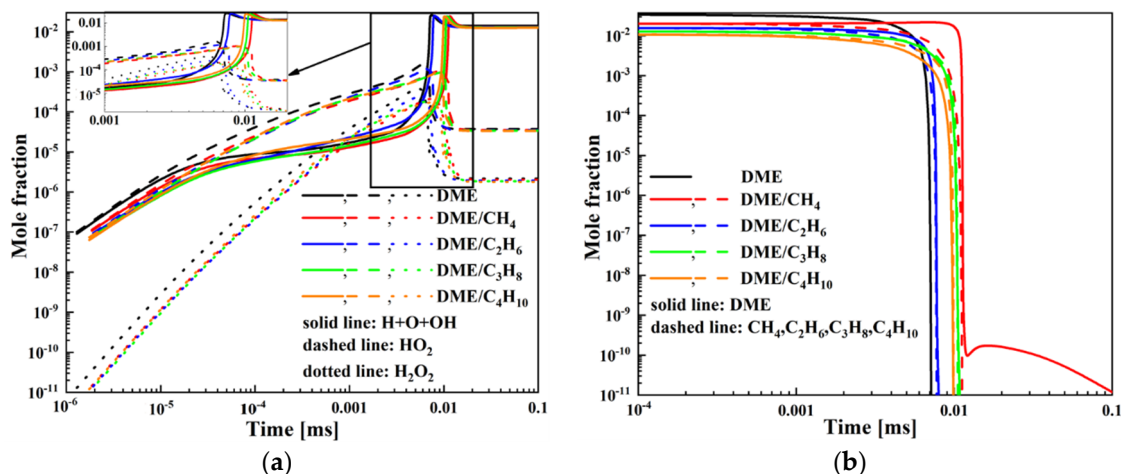 10⁻²
10⁻³
10⁻⁴
10⁻⁵
10⁻⁶
10⁻⁷
10⁻⁸
10⁻⁹
10⁻¹⁰
10⁻¹¹
Mole fraction
0.01
0.001
10⁻⁴
10⁻⁵
0.001
0.01
, , DME
, , DME/CH₄
, , DME/C₂H₆
, , DME/C₃H₈
, , DME/C₄H₁₀
solid line: H+O+OH
dashed line: HO₂
dotted line: H₂O₂
10⁻⁶ 10⁻⁵ 10⁻⁴ 0.001 0.01 0.1
Time [ms]
(a)
10⁻²
10⁻³
10⁻⁴
10⁻⁵
10⁻⁶
10⁻⁷
10⁻⁸
10⁻⁹
10⁻¹⁰
10⁻¹¹
Mole fraction
DME
, DME/CH₄
, DME/C₂H₆
, DME/C₃H₈
, DME/C₄H₁₀
solid line: DME
dashed line: CH₄,C₂H₆,C₃H₈,C₄H₁₀
10⁻⁴ 0.001 0.01 0.1
Time [ms]
(b)